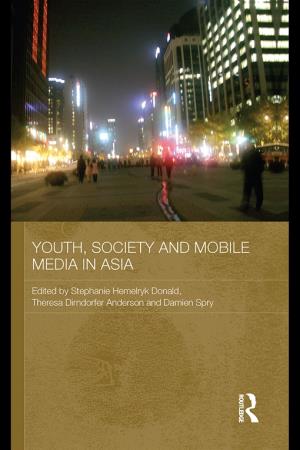 YOUTH, SOCIETY AND MOBILE
MEDIA IN ASIA
Edited by Stephanie Hemelryk Donald,
Theresa Dirndorfer Anderson and Damien Spry
ROUTLEDGE